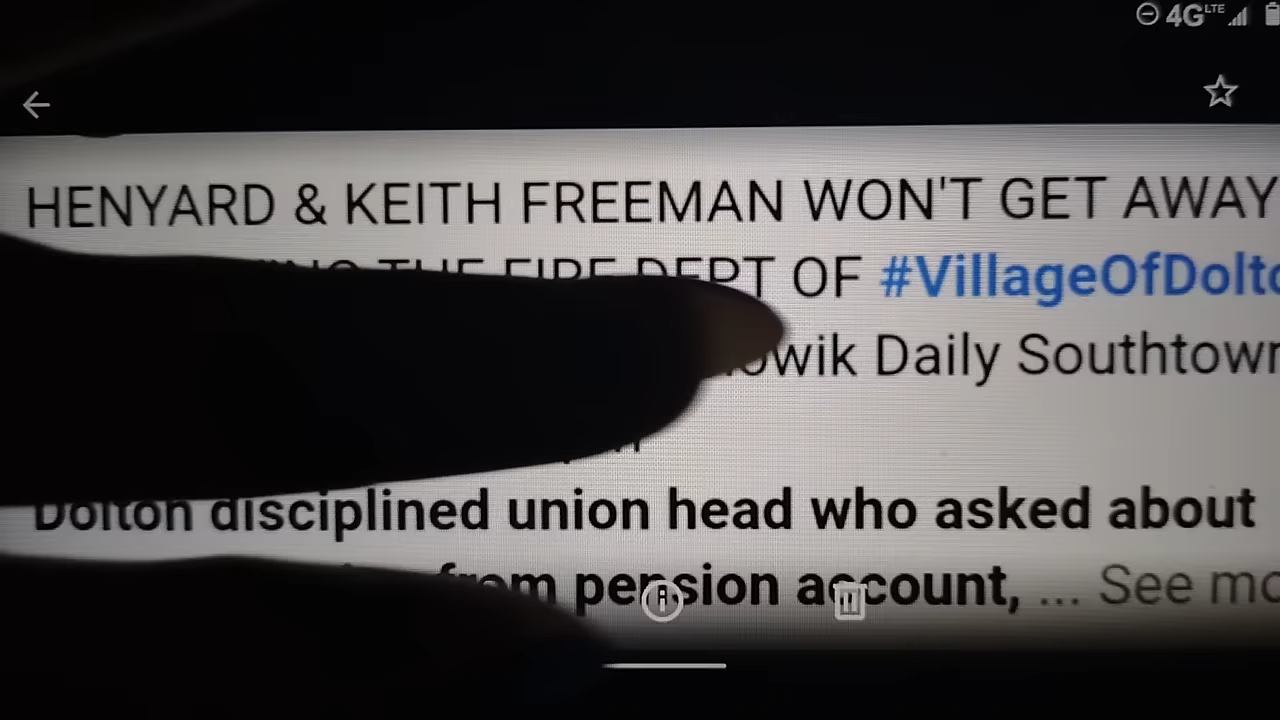 4G LTE
HENYARD & KEITH FREEMAN WON'T GET AWAY
THE FIRE DEPT OF #VillageOfDolto
wik Daily Southtown
Dolton disciplined union head who asked about
from pension account, ... See mo